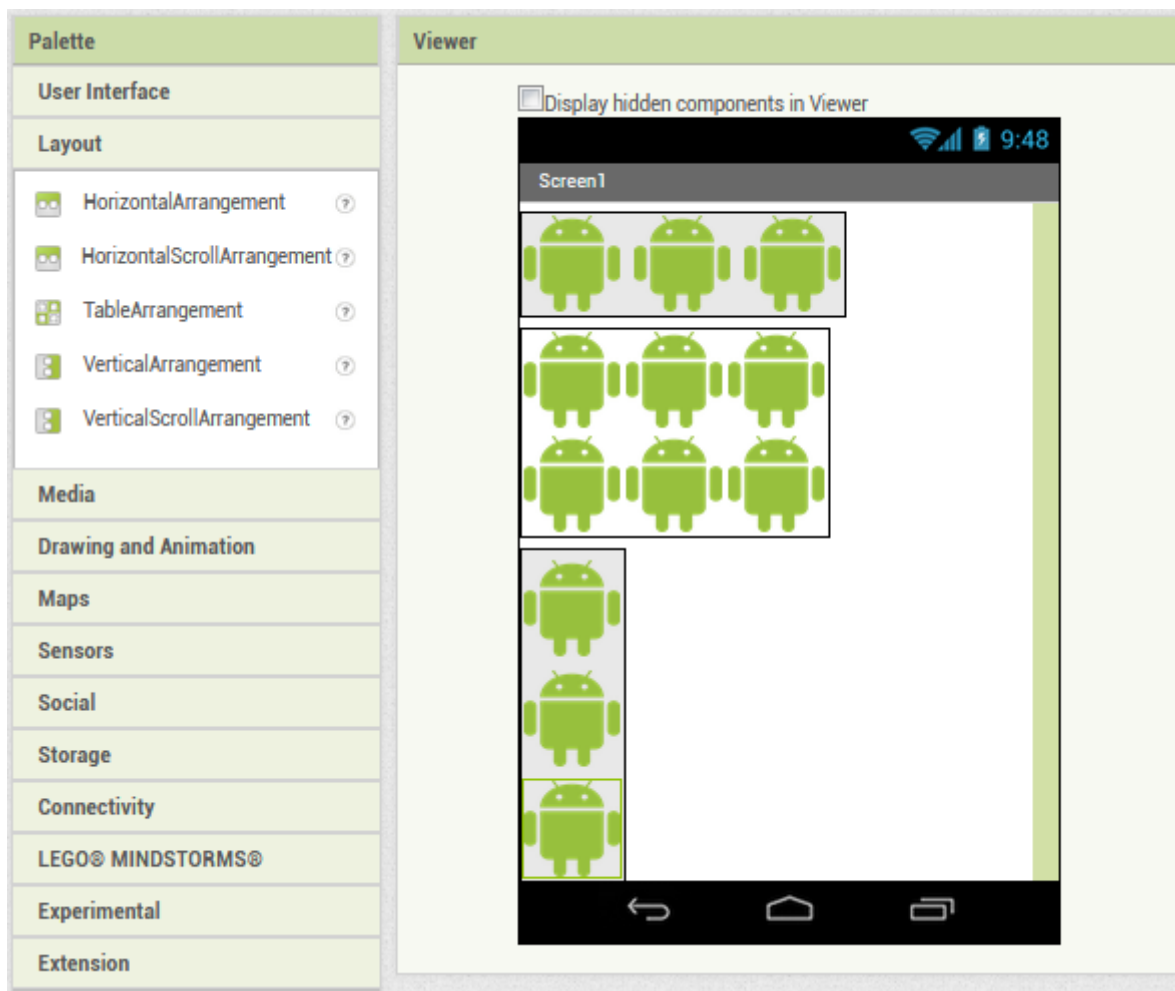 Palette
User Interface
Layout
HorizontalArrangement ?
HorizontalScrollArrangement ?
TableArrangement ?
VerticalArrangement ?
VerticalScrollArrangement ?
Media
Drawing and Animation
Maps
Sensors
Social
Storage
Connectivity
LEGO® MINDSTORMS®
Experimental
Extension
Viewer
Display hidden components in Viewer
9:48
Screen1